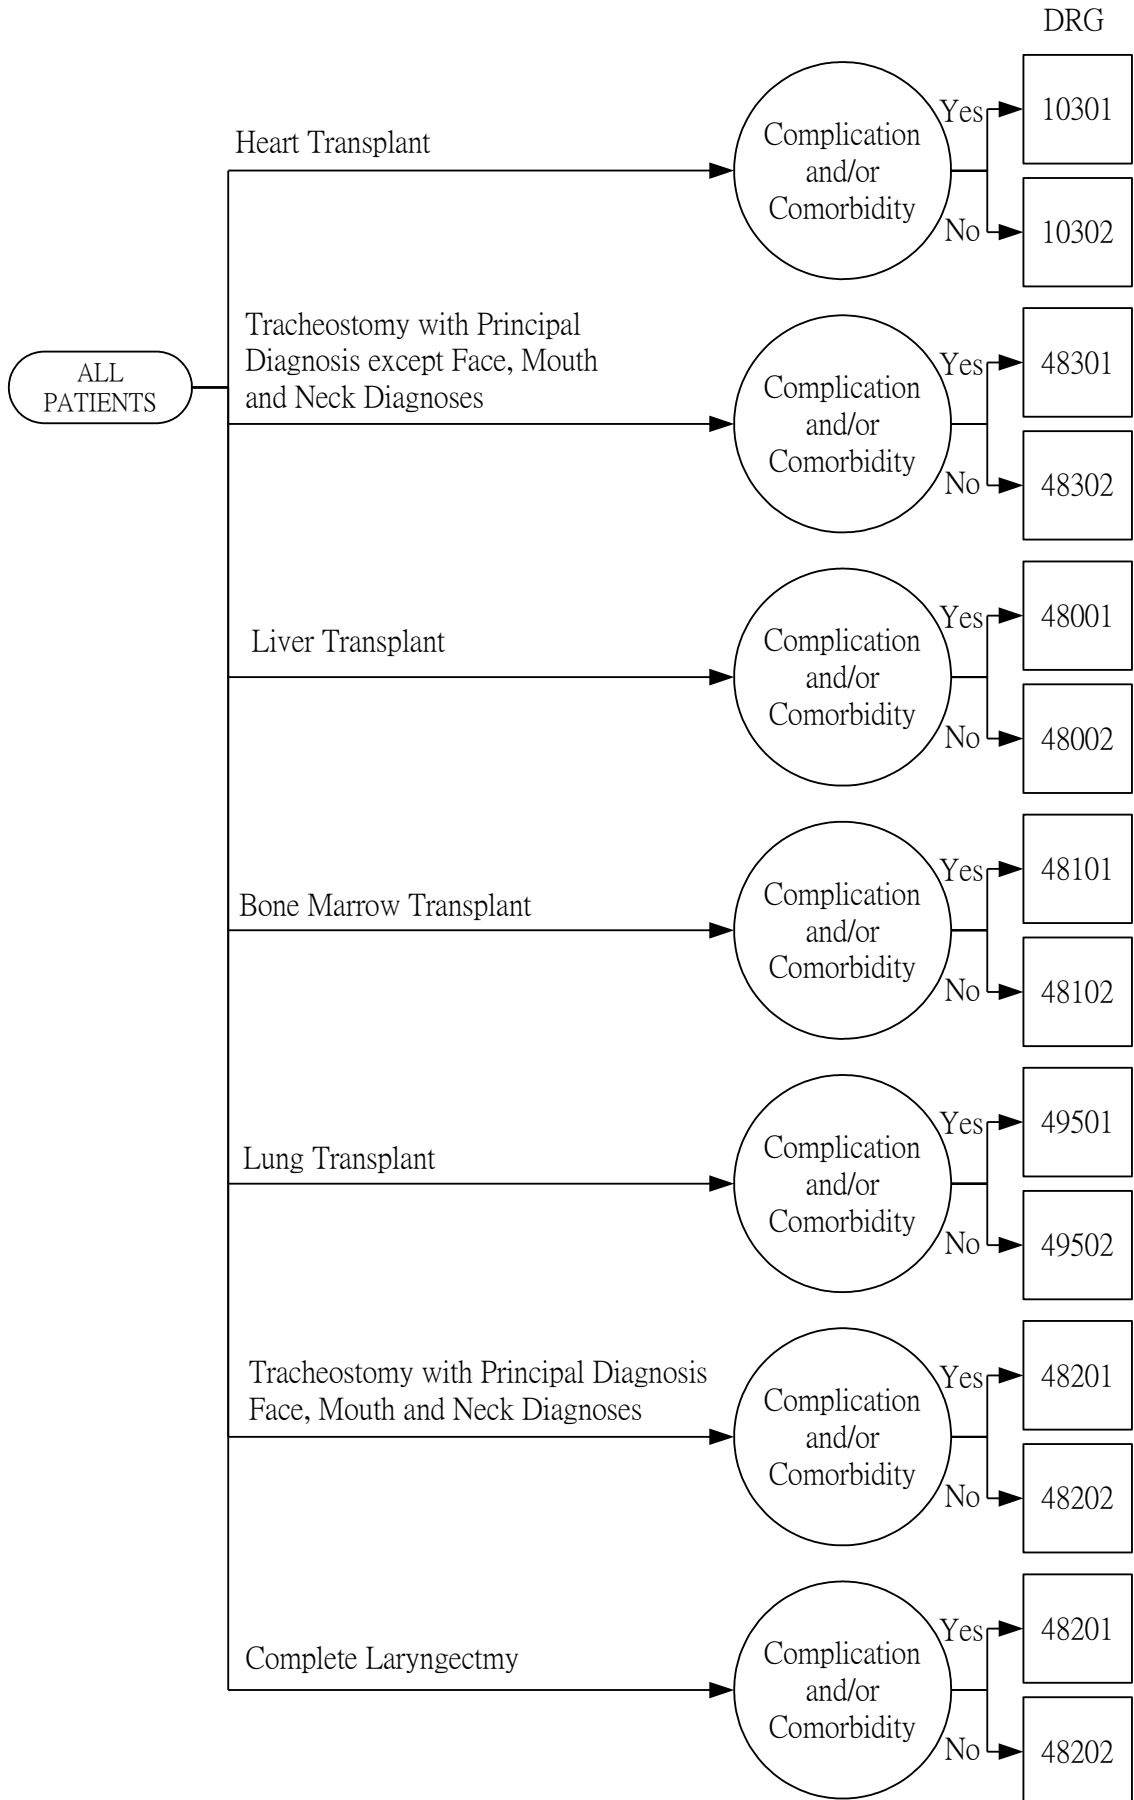 DRG
ALL
PATIENTS
Heart Transplant
Complication
and/or
Comorbidity
Yes
10301
No
10302
Tracheostomy with Principal
Diagnosis except Face, Mouth
and Neck Diagnoses
Complication
and/or
Comorbidity
Yes
48301
No
48302
Liver Transplant
Complication
and/or
Comorbidity
Yes
48001
No
48002
Bone Marrow Transplant
Complication
and/or
Comorbidity
Yes
48101
No
48102
Lung Transplant
Complication
and/or
Comorbidity
Yes
49501
No
49502
Tracheostomy with Principal Diagnosis
Face, Mouth and Neck Diagnoses
Complication
and/or
Comorbidity
Yes
48201
No
48202
Complete Laryngectmy
Complication
and/or
Comorbidity
Yes
48201
No
48202